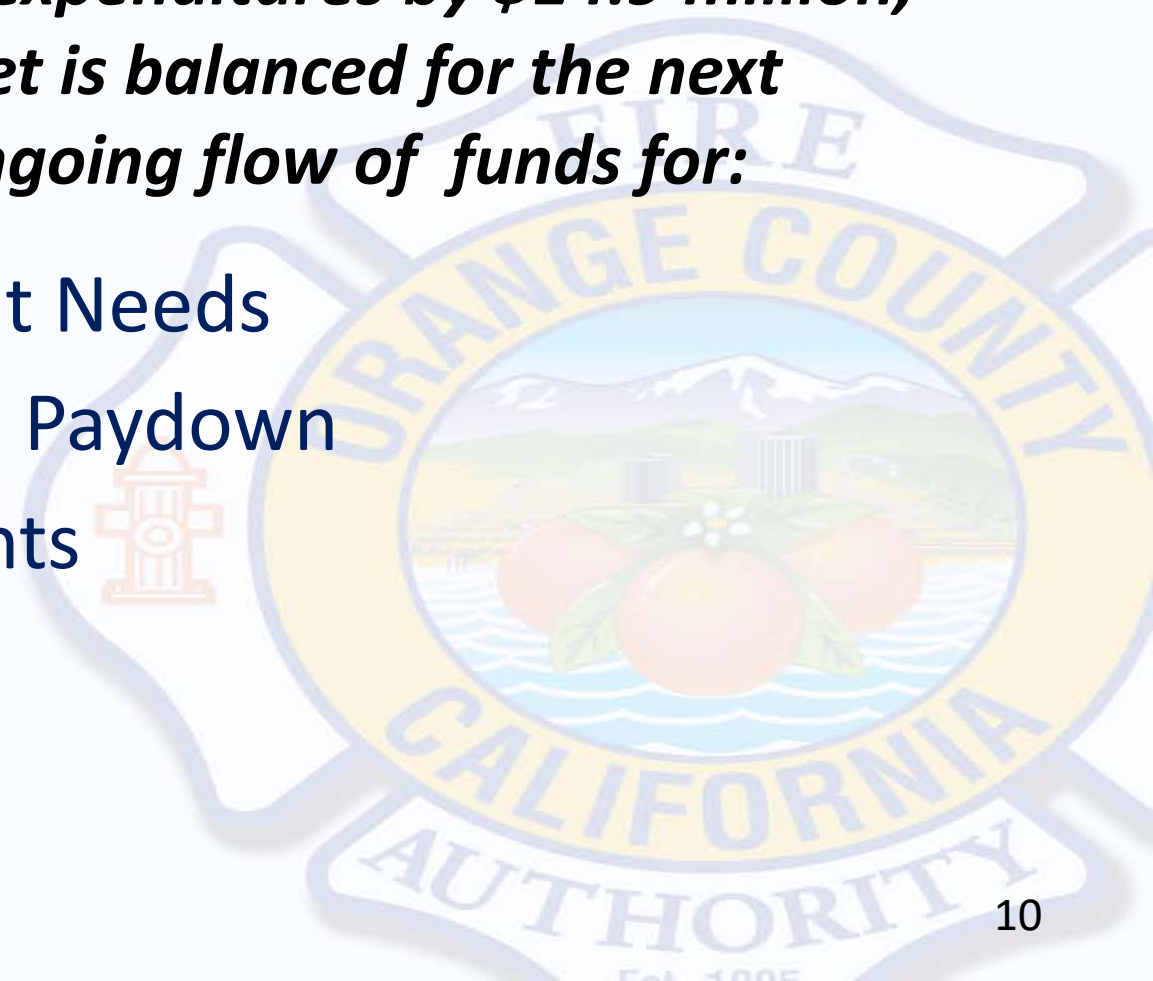 et is balanced for the next
ngoing flow of funds for:
t Needs
Paydown
nts
FIRE
ORANGE COUNTY
CALIFORNIA
AUTHORITY
10